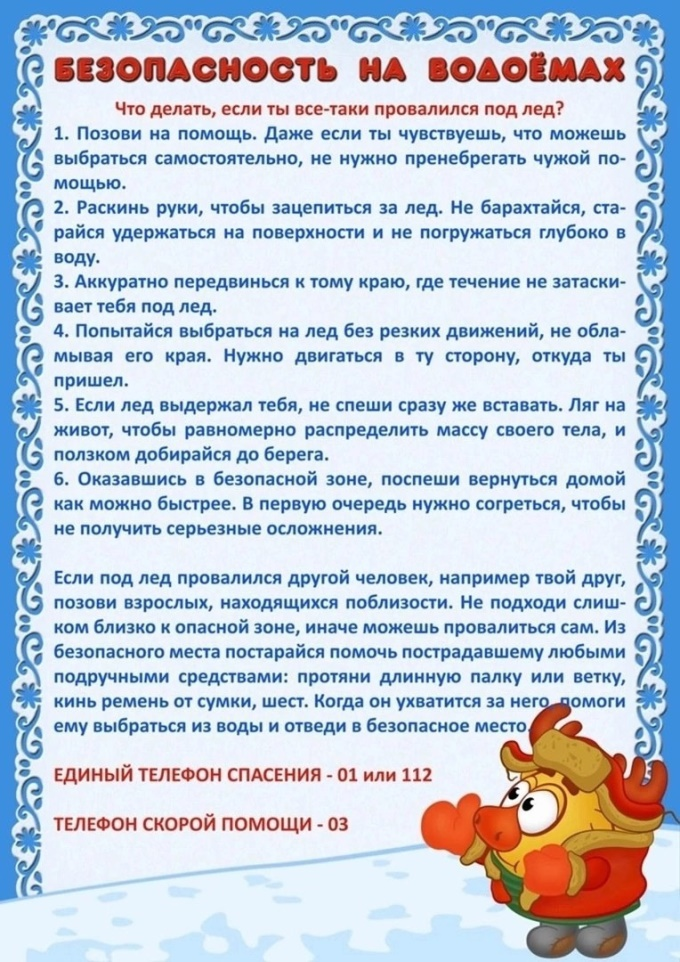 БЕЗОПАСНОСТЬ НА ВОДОЁМАХ
Что делать, если ты все-таки провалился под лед?
1. Позови на помощь. Даже если ты чувствуешь, что можешь
выбраться самостоятельно, не нужно пренебрегать чужой по-
мощью.
2. Раскинь руки, чтобы зацепиться за лед. Не барахтайся, ста-
райся удержаться на поверхности и не погружаться глубоко в
воду.
3. Аккуратно передвинься к тому краю, где течение не затаски-
вает тебя под лед.
4. Попытайся выбраться на лед без резких движений, не обла-
мывая его края. Нужно двигаться в ту сторону, откуда ты
пришел.
5. Если лед выдержал тебя, не спеши сразу же вставать. Ляг на
живот, чтобы равномерно распределить массу своего тела, и
ползком добирайся до берега.
6. Оказавшись в безопасной зоне, поспеши вернуться домой
как можно быстрее. В первую очередь нужно согреться, чтобы
не получить серьезные осложнения.
Если под лед провалился другой человек, например твой друг,
позови взрослых, находящихся поблизости. Не подходи слиш-
ком близко к опасной зоне, иначе можешь провалиться сам. Из
безопасного места постарайся помочь пострадавшему любыми
подручными средствами: протяни длинную палку или ветку,
кинь ремень от сумки, шест. Когда он ухватится за него, помоги
ему выбраться из воды и отведи в безопасное место.
ЕДИНЫЙ ТЕЛЕФОН СПАСЕНИЯ - 01 или 112
ТЕЛЕФОН СКОРОЙ ПОМОЩИ - 03